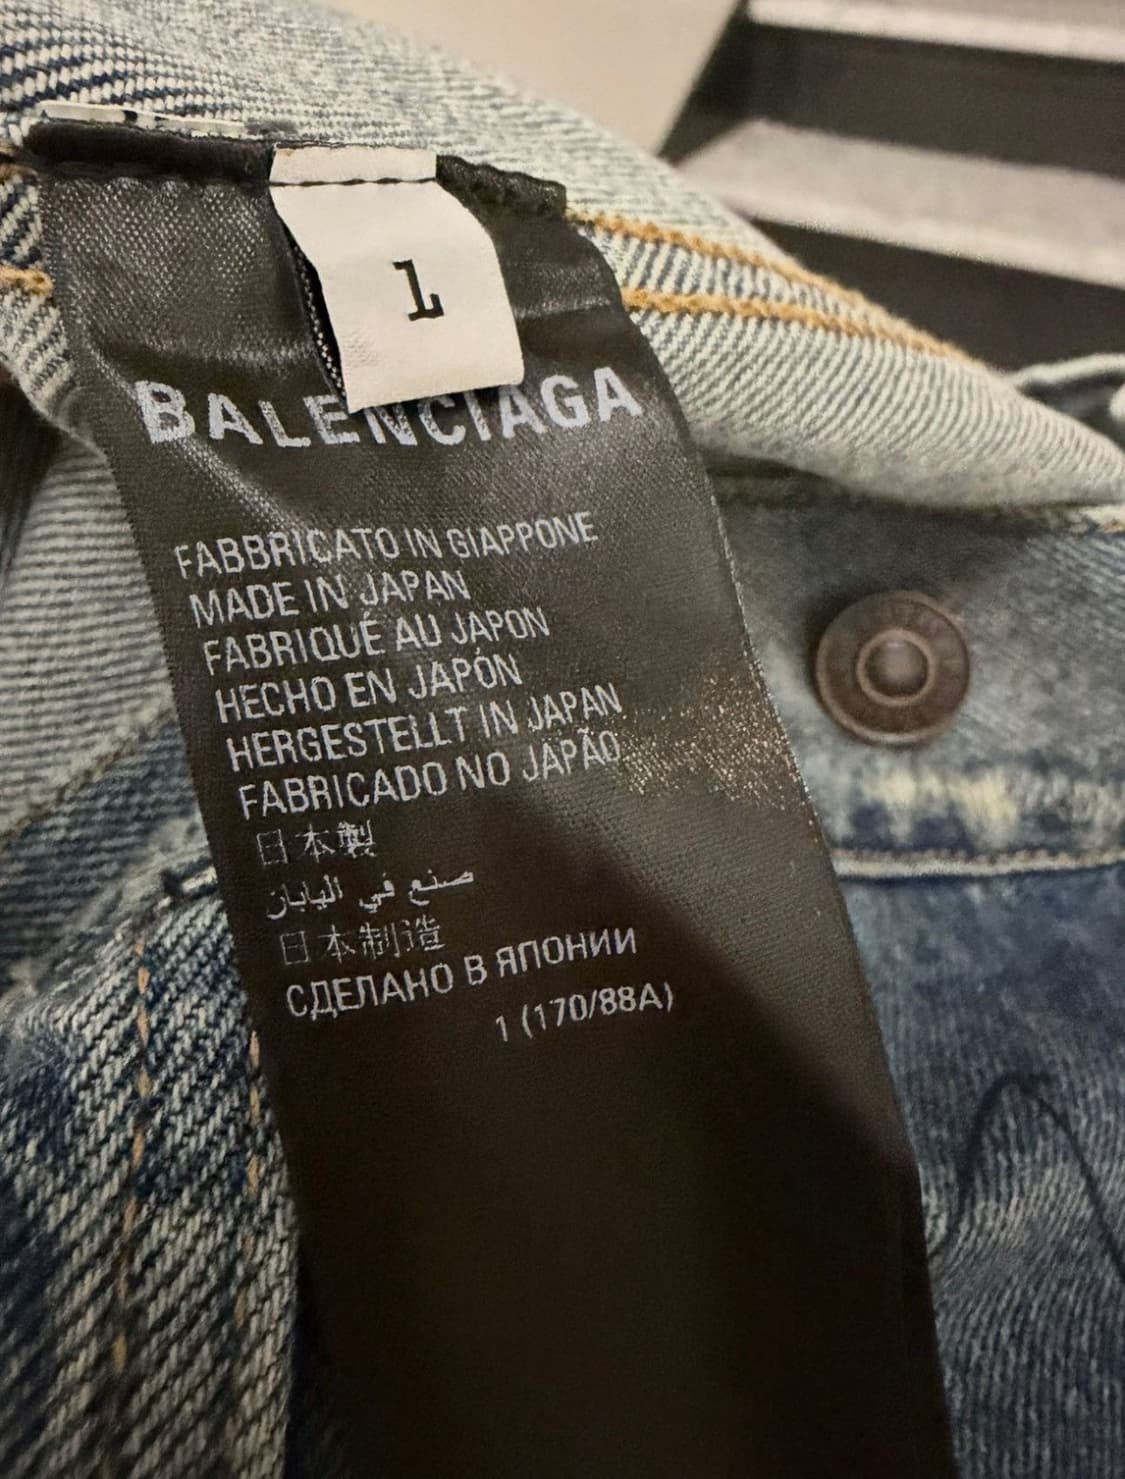 1
BALENCIAGA
FABBRICATO IN GIAPPONE
MADE IN JAPAN
FABRIQUÉ AU JAPON
HECHO EN JAPÓN
HERGESTELLT IN JAPAN
FABRICADO NO JAPÃO
日本製
صنع في اليابان
日本制造
СДЕЛАНО В ЯПОНИИ
1 (170/88A)